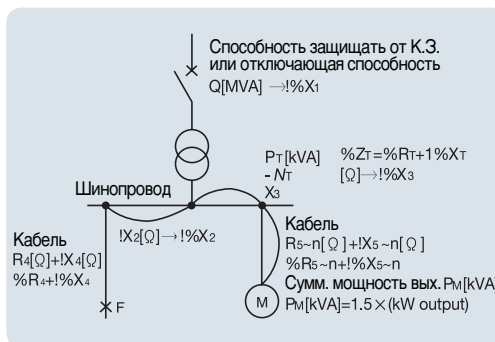 Способность защищать от К.З.
или отключающая способность
Q[MVA] →!%X1
PT[kVA] %ZT=%RT+1%XT
- NT [Ω]→!%X3
X3
Шинопровод
!X2[Ω]→!%X2
Кабель
R4[Ω]+!X4[Ω]
%R4+!%X4
F
Кабель
R5~n[Ω]+!X5~n[Ω]
%R5~n+!%X5~n
Сумм. мощность вых. PM[kVA
M PM[kVA]=1.5×(kW output)